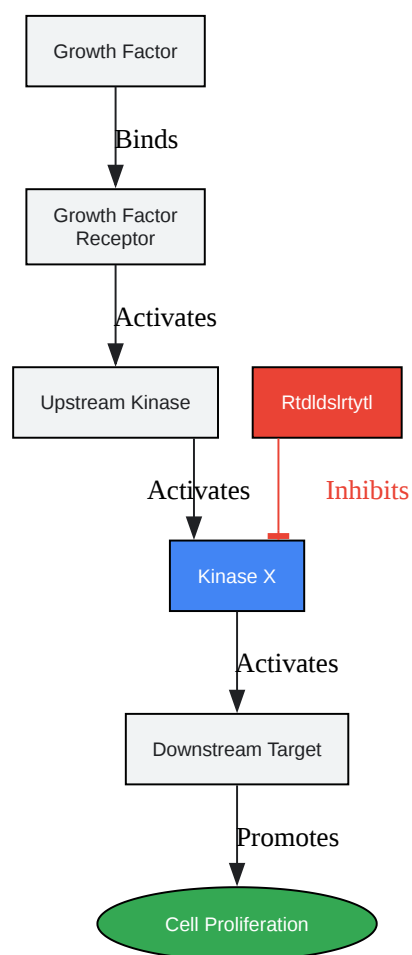 Growth Factor
Binds
Growth Factor
Receptor
Activates
Upstream Kinase
Rtdldslrtytl
Activates
Inhibits
Kinase X
Activates
Downstream Target
Promotes
Cell Proliferation